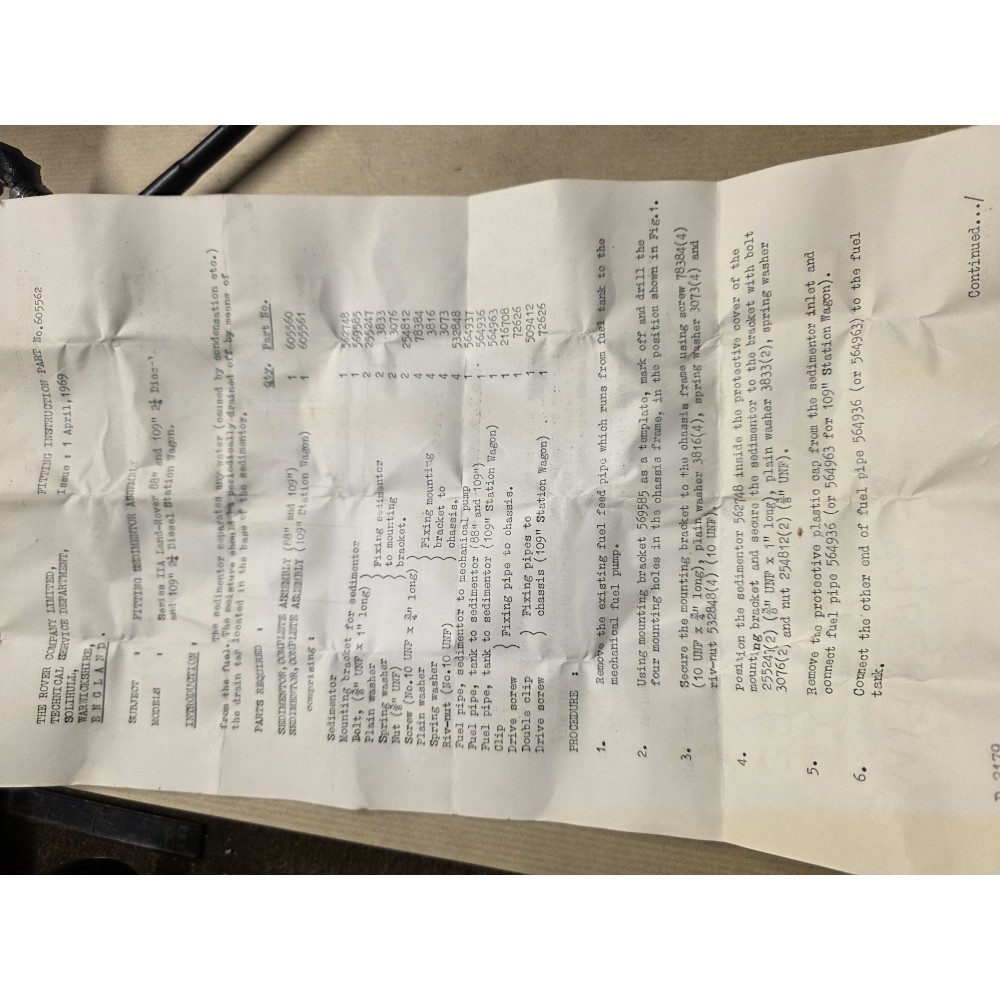 THE ROVER COMPANY LIMITED, FITTING INSTRUCTION PART No.605562
TECHNICAL SERVICE DEPARTMENT, Issue : 1 April, 1969
SOLIHULL,
WARWICKSHIRE,
ENGLAND.
SUBJECT : FITTING SEDIMENTOR ASSEMBLY
MODELS : Series IIA Land-Rover 88" and 109" 2¼
and 109" 2¼ Diesel Station Wagon.
INTRODUCTION : The sedimentor separates any water (caused by condensation etc.)
from the fuel. The moisture should be periodically drained off by means of
the drain tap located in the base of the sedimentor.
PARTS REQUIRED : Qty. Part No.
SEDIMENTOR, COMPLETE ASSEMBLY (88" and 109") 1 605560
SEDIMENTOR, COMPLETE ASSEMBLY (109" Station Wagon) 1 605561
comprising :
Sedimentor 1 562748
Mounting bracket for sedimentor 1 569585
Bolt, (⅜" UNF x 1" long) } Fixing sedimentor 2 255247
Plain washer } to mounting 2 3833
Spring washer } bracket. 2 3076
Nut (⅜" UNF) 2 254812
Screw (No.10 UNF x ¾" long) } Fixing mounting 4 78384
Plain washer } bracket to 4 3816
Spring washer } chassis. 4 3073
Riv-nut (No.10 UNF) 4 532848
Fuel pipe, sedimentor to mechanical pump 1 564937
Fuel pipe, tank to sedimentor (88" and 109") 1 564936
Fuel pipe, tank to sedimentor (109" Station Wagon) 1 564963
Clip } Fixing pipe to chassis. 1 216708
Drive screw 1 72626
Double clip } Fixing pipes to 1 509412
Drive screw } chassis (109" Station Wagon) . 1 72626
PROCEDURE :
1. Remove the existing fuel feed pipe which runs from fuel tank to the
mechanical fuel pump.
2. Using mounting bracket 569585 as a template, mark off and drill the
four mounting holes in the chassis frame, in the position shown in Fig.1.
3. Secure the mounting bracket to the chassis frame using screw 78384(4)
(10 UNF x ¾" long), plain washer 3816(4), spring washer 3073(4) and
riv-nut 532848(4) (10 UNF).
4. Position the sedimentor 562748 inside the protective cover of the
mounting bracket and secure the sedimentor to the bracket with bolt
255247(2) (⅜" UNF x 1" long), plain washer 3833(2), spring washer
3076(2), and nut 254812(2) (⅜" UNF).
5. Remove the protective plastic cap from the sedimentor inlet and
connect fuel pipe 564936 (or 564963 for 109" Station Wagon).
6. Connect the other end of fuel pipe 564936 (or 564963) to the fuel
tank.
Continued.../